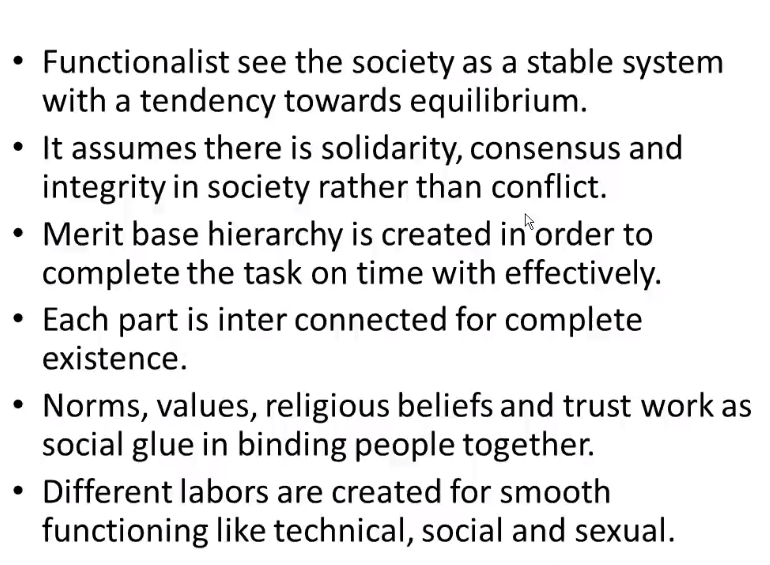 • Functionalist see the society as a stable system
with a tendency towards equilibrium.
• It assumes there is solidarity, consensus and
integrity in society rather than conflict.
• Merit base hierarchy is created in order to
complete the task on time with effectively.
• Each part is inter connected for complete
existence.
• Norms, values, religious beliefs and trust work as
social glue in binding people together.
• Different labors are created for smooth
functioning like technical, social and sexual.